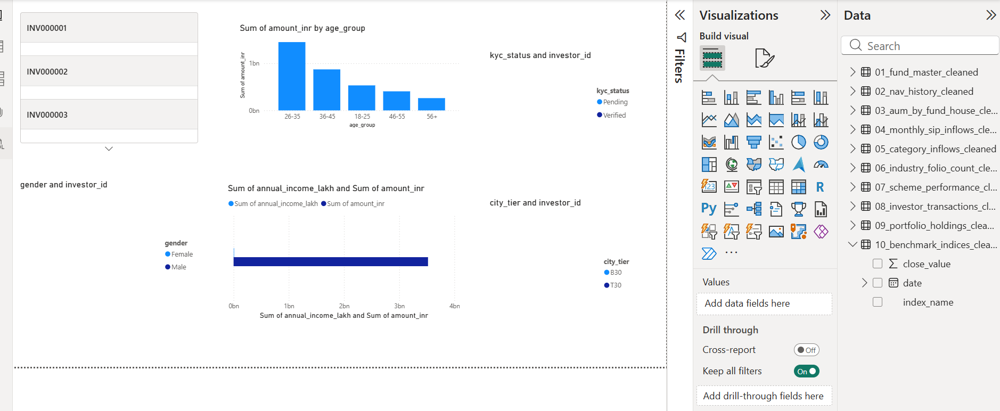 INV000001
INV000002
INV000003
Sum of amount_inr by age_group
Sum of amount_inr
1bn
0bn
26-35
36-45
18-25
46-55
56+
age_group
kyc_status and investor_id
kyc_status
Pending
Verified
gender and investor_id
gender
Female
Male
Sum of annual_income_lakh and Sum of amount_inr
Sum of annual_income_lakh
Sum of amount_inr
0bn
1bn
2bn
3bn
4bn
Sum of annual_income_lakh and Sum of amount_inr
city_tier and investor_id
city_tier
B30
T30
Filters
Visualizations
Build visual
123
R
Py
Values
Add data fields here
Drill through
Cross-report
Off
Keep all filters
On
Add drill-through fields here
Data
Search
01_fund_master_cleaned
02_nav_history_cleaned
03_aum_by_fund_house_cle...
04_monthly_sip_inflows_cle...
05_category_inflows_cleaned
06_industry_folio_count_cle...
07_scheme_performance_cl...
08_investor_transactions_cl...
09_portfolio_holdings_clea...
10_benchmark_indices_clea...
close_value
date
index_name